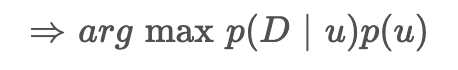 ⇒ arg max p(D | u)p(u)